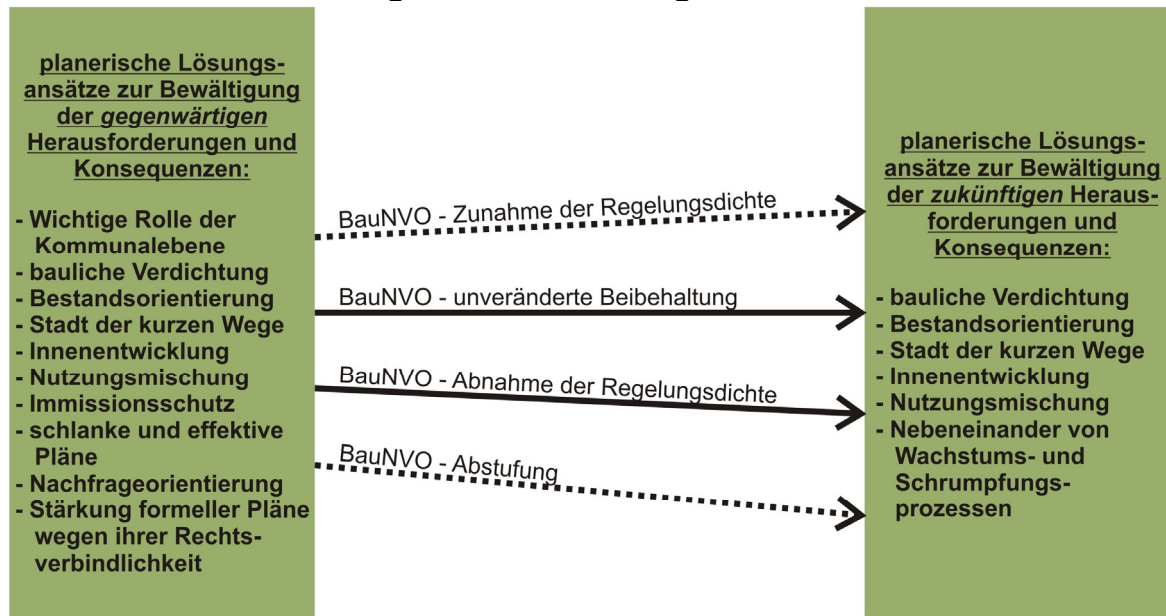 planerische Lösungs-
ansätze zur Bewältigung
der gegenwärtigen
Herausforderungen und
Konsequenzen:
- Wichtige Rolle der
Kommunalebene
- bauliche Verdichtung
- Bestandsorientierung
- Stadt der kurzen Wege
- Innenentwicklung
- Nutzungsmischung
- Immissionsschutz
- schlanke und effektive
Pläne
- Nachfrageorientierung
- Stärkung formeller Pläne
wegen ihrer Rechts-
verbindlichkeit
BauNVO - Zunahme der Regelungsdichte
BauNVO - unveränderte Beibehaltung
BauNVO - Abnahme der Regelungsdichte
BauNVO - Abstufung
planerische Lösungs-
ansätze zur Bewältigung
der zukünftigen Heraus-
forderungen und
Konsequenzen:
- bauliche Verdichtung
- Bestandsorientierung
- Stadt der kurzen Wege
- Innenentwicklung
- Nutzungsmischung
- Nebeneinander von
Wachstums- und
Schrumpfungs-
prozessen